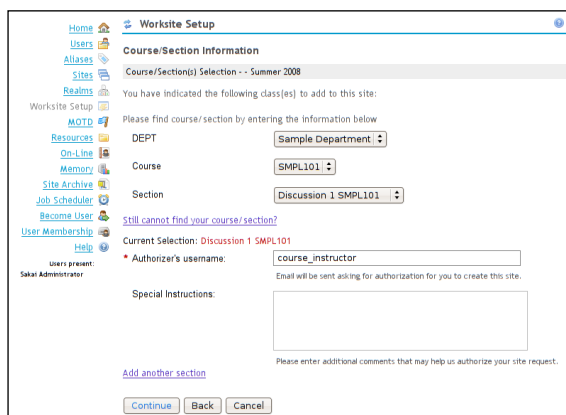 Home
Users
Aliases
Sites
Realms
Worksite Setup
MOTD
Resources
On-Line
Memory
Site Archive
Job Scheduler
Become User
User Membership
Help
Users present:
Sakai Administrator
Worksite Setup
Course/Section Information
Course/Section(s) Selection - - Summer 2008
You have indicated the following class(es) to add to this site:
Please find course/section by entering the information below
DEPT
Sample Department
Course
SMPL101
Section
Discussion 1 SMPL101
Still cannot find your course/section?
Current Selection: Discussion 1 SMPL101
* Authorizer's username:
course_instructor
Email will be sent asking for authorization for you to create this site.
Special Instructions:
Please enter additional comments that may help us authorize your site request.
Add another section
Continue
Back
Cancel